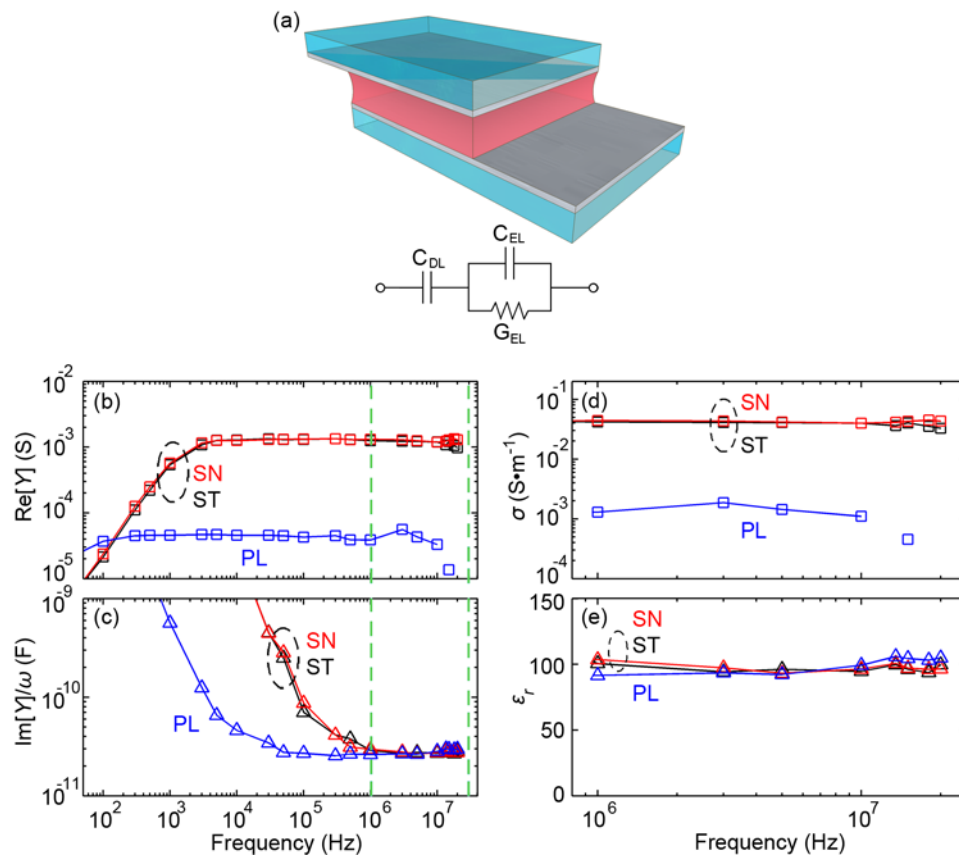 (a)
C_DL
C_EL
G_EL
(b)
Re[Y] (S)
10^-2
10^-3
10^-4
10^-5
SN
ST
PL
(d)
σ (S•m^-1)
10^-1
10^-2
10^-3
10^-4
SN
ST
PL
(c)
Im[Y]/ω (F)
10^-9
10^-10
10^-11
SN
ST
PL
10^2 10^3 10^4 10^5 10^6 10^7
Frequency (Hz)
(e)
ε_r
150
100
50
0
SN
ST
PL
10^6 10^7
Frequency (Hz)